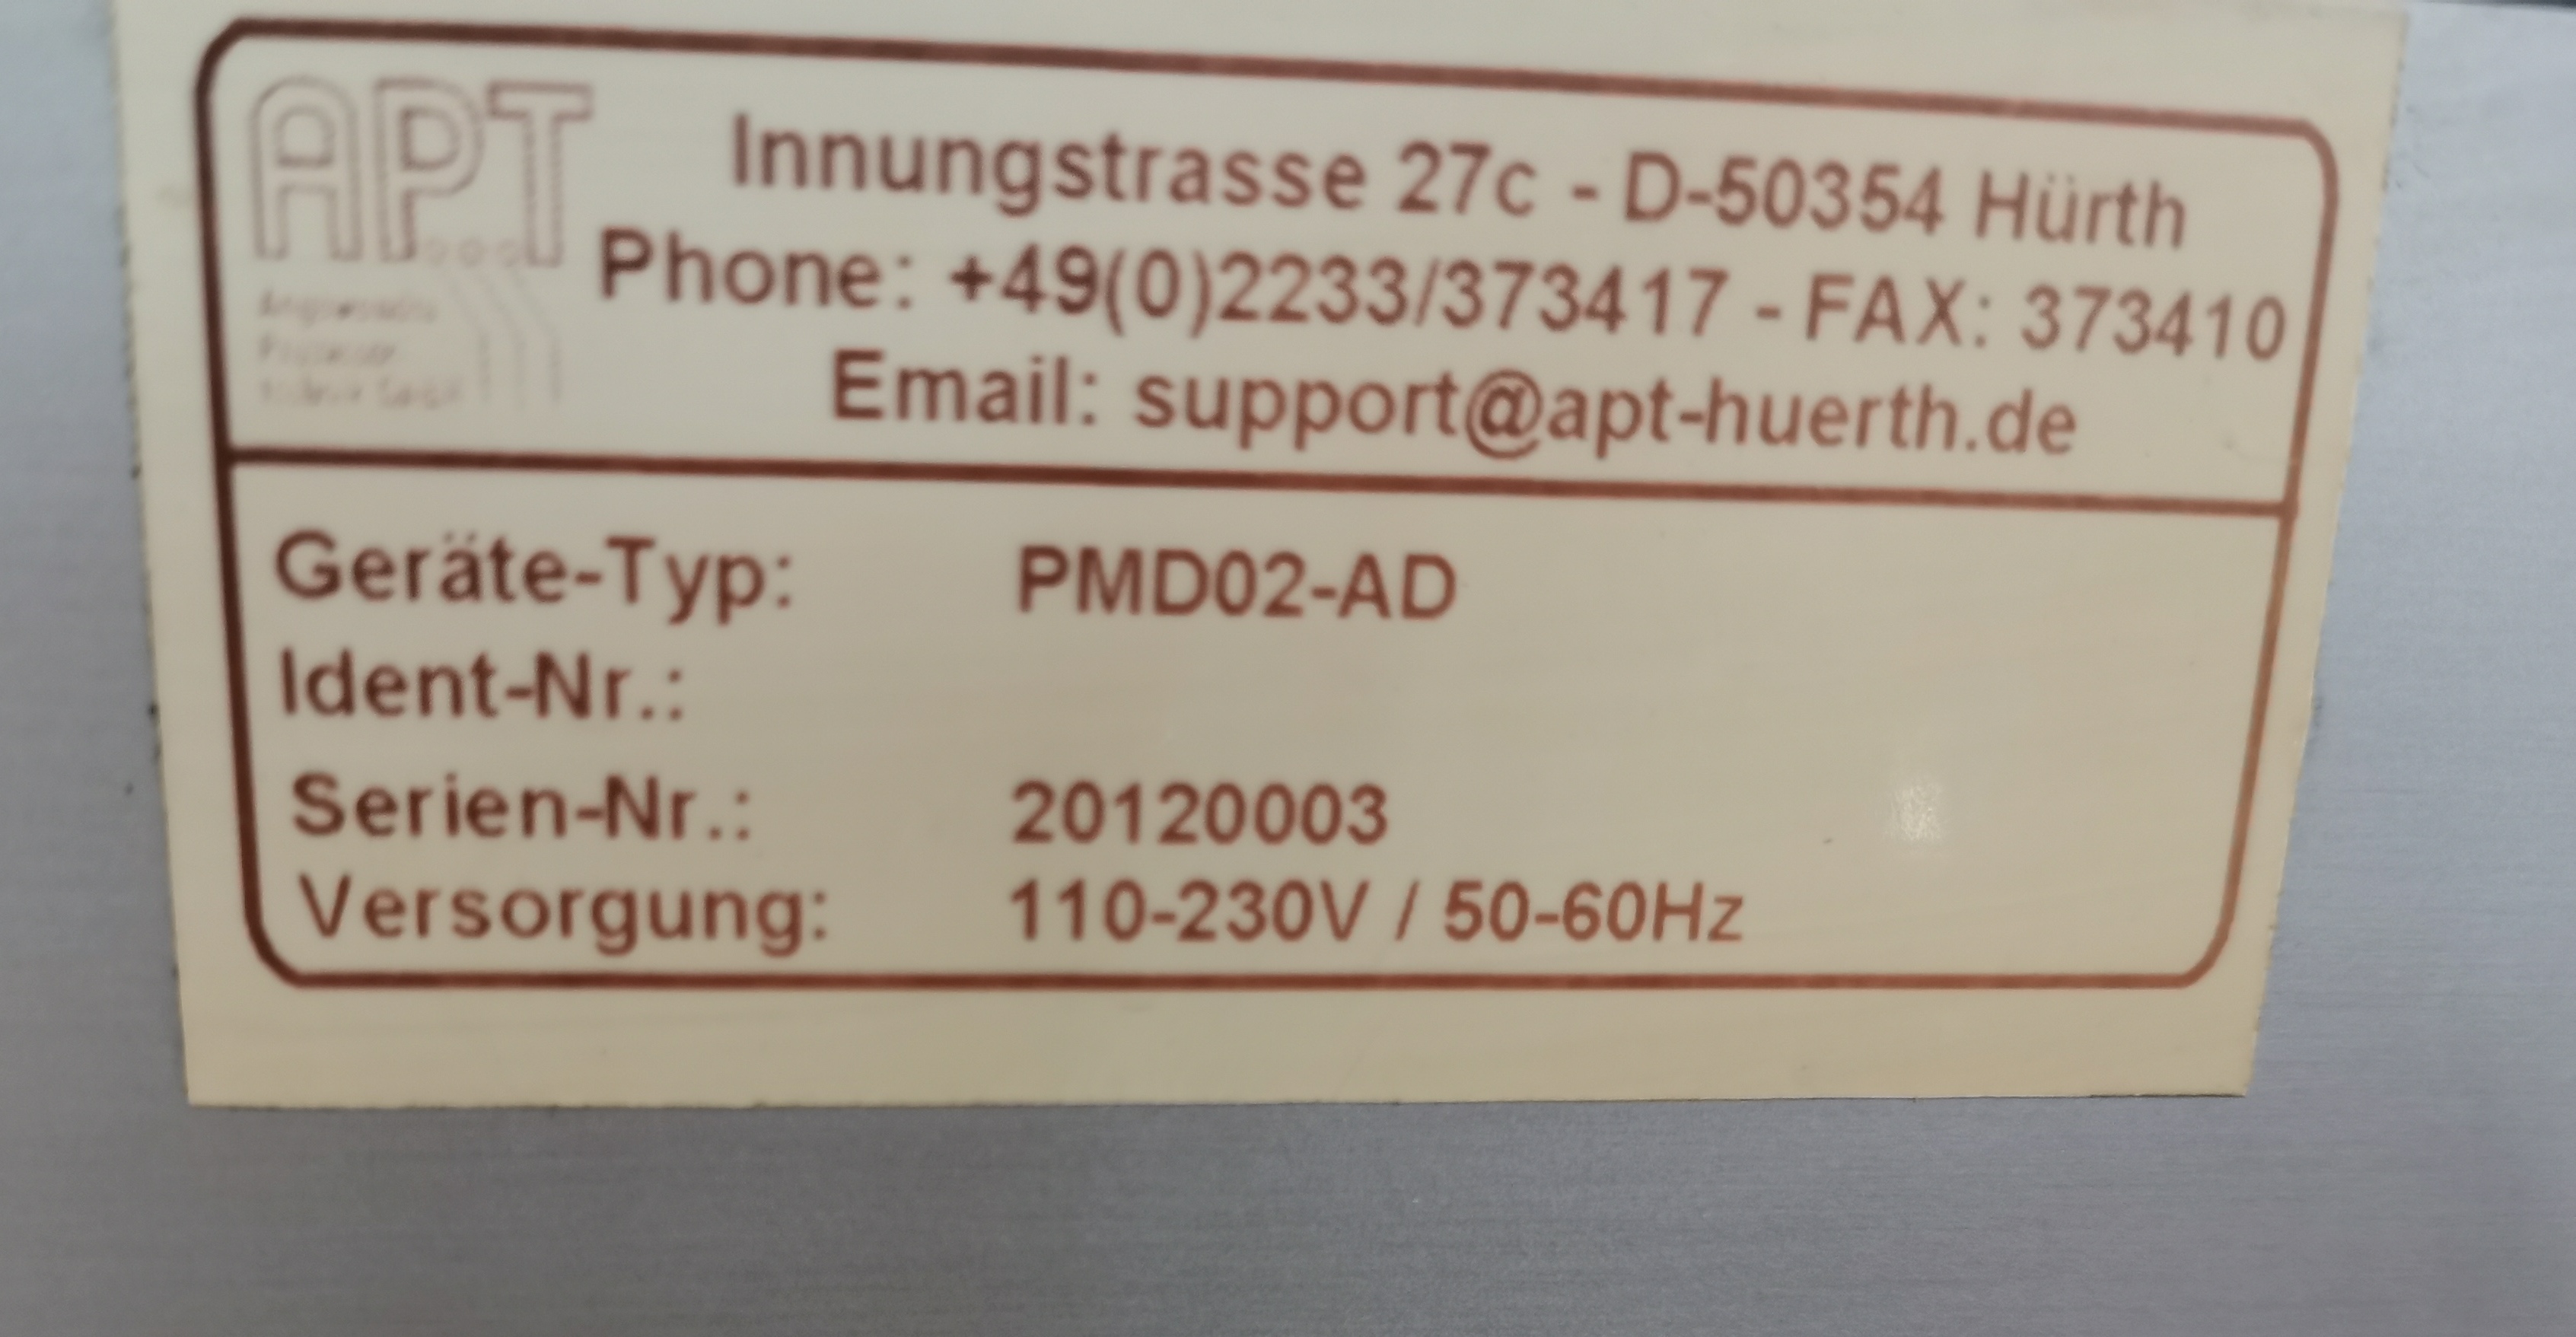 APT
Innungstrasse 27c - D-50354 Hürth
Phone: +49(0)2233/373417 - FAX: 373410
Email: support@apt-huerth.de
Geräte-Typ: PMD02-AD
Ident-Nr.:
Serien-Nr.: 20120003
Versorgung: 110-230V / 50-60Hz